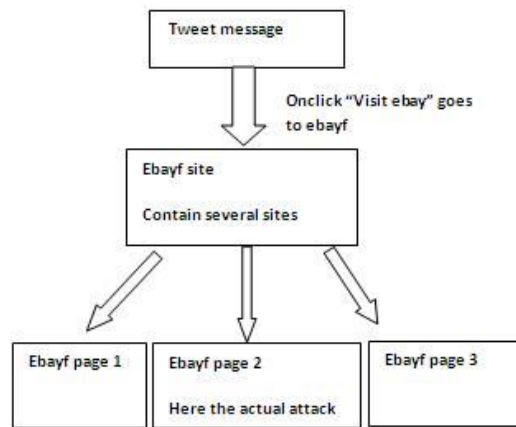 Tweet message
Onclick "Visit ebay" goes
to ebayf
Ebayf site
Contain several sites
Ebayf page 1
Ebayf page 2
Here the actual attack
Ebayf page 3